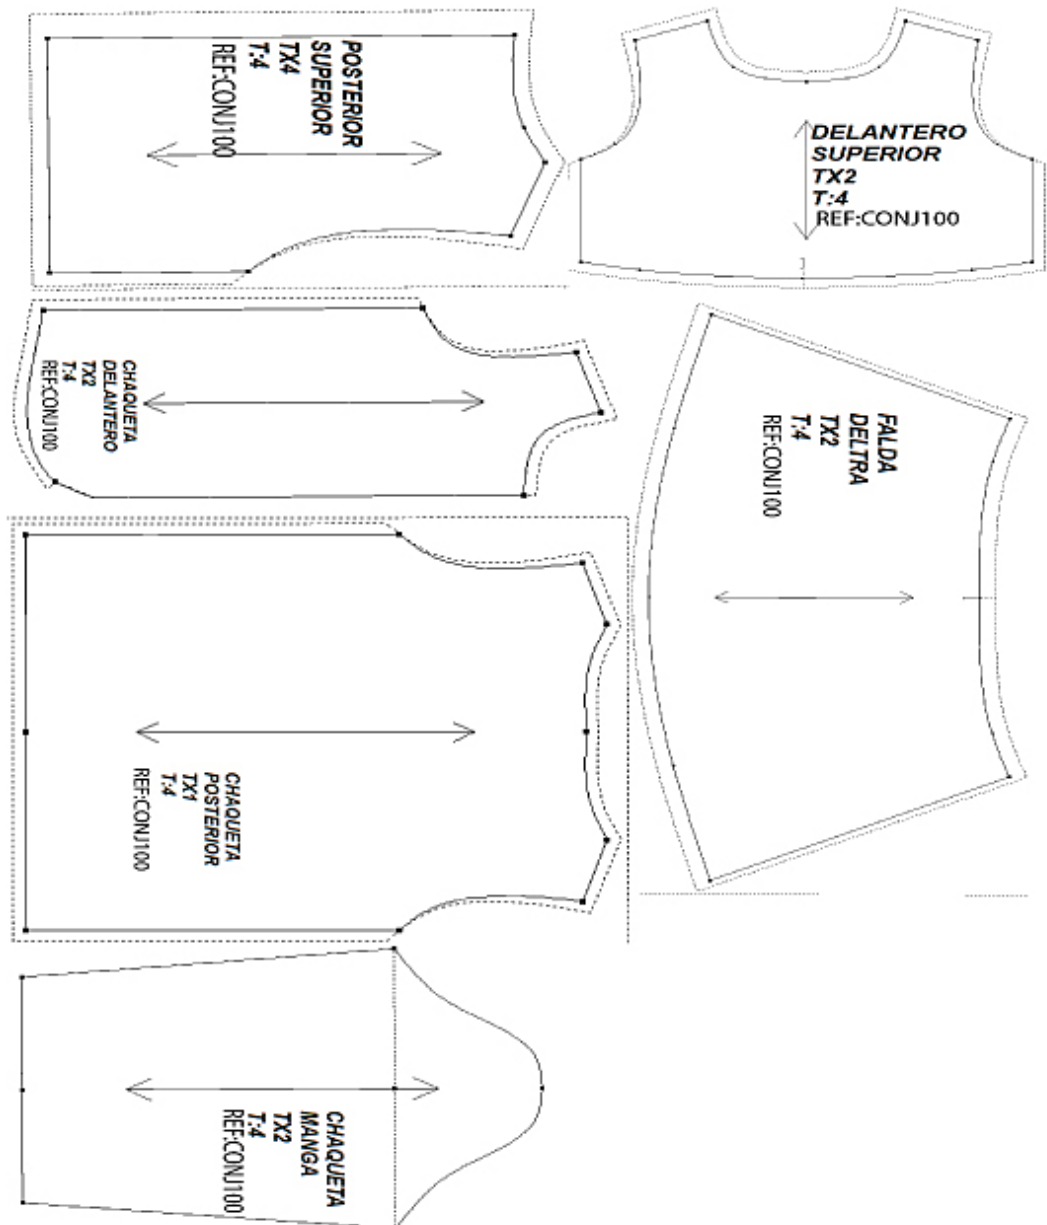 POSTERIOR
SUPERIOR
TX4
T:4
REF:CONJ100
DELANTERO
SUPERIOR
TX2
T:4
REF:CONJ100
CHAQUETA
DELANTERO
TX2
T:4
REF:CONJ100
FALDA
DELTRA
TX2
T:4
REF:CONJ100
CHAQUETA
POSTERIOR
TX1
T:4
REF:CONJ100
CHAQUETA
MANGA
TX2
T:4
REF:CONJ100